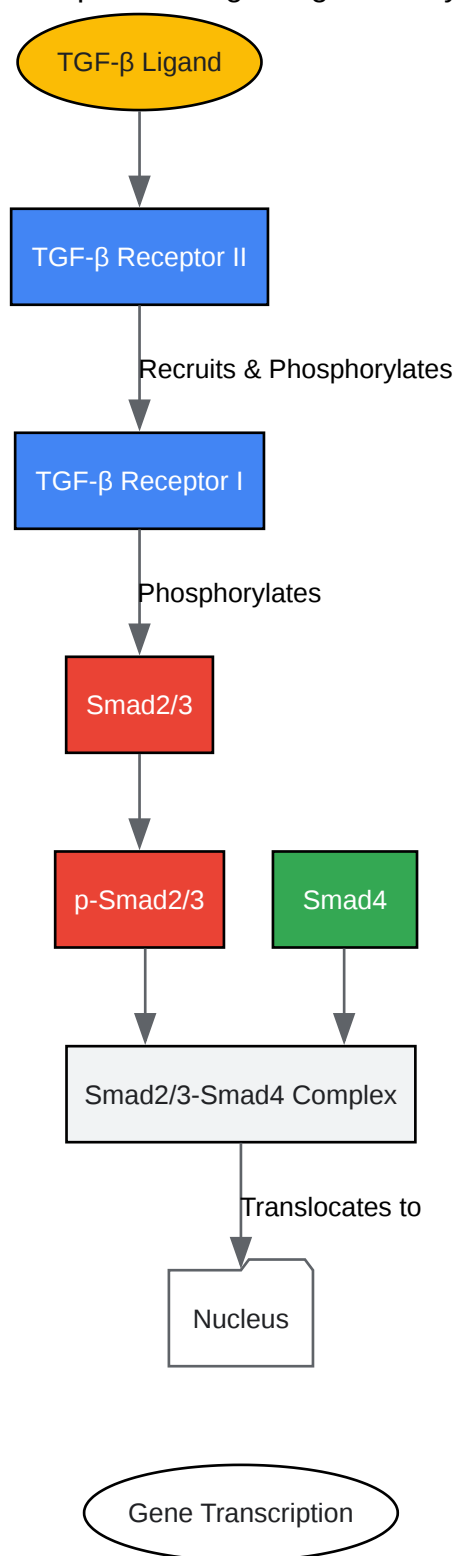 TGF-β Ligand
TGF-β Receptor II
Recruits & Phosphorylates
TGF-β Receptor I
Phosphorylates
Smad2/3
p-Smad2/3
Smad4
Smad2/3-Smad4 Complex
Translocates to
Nucleus
Gene Transcription